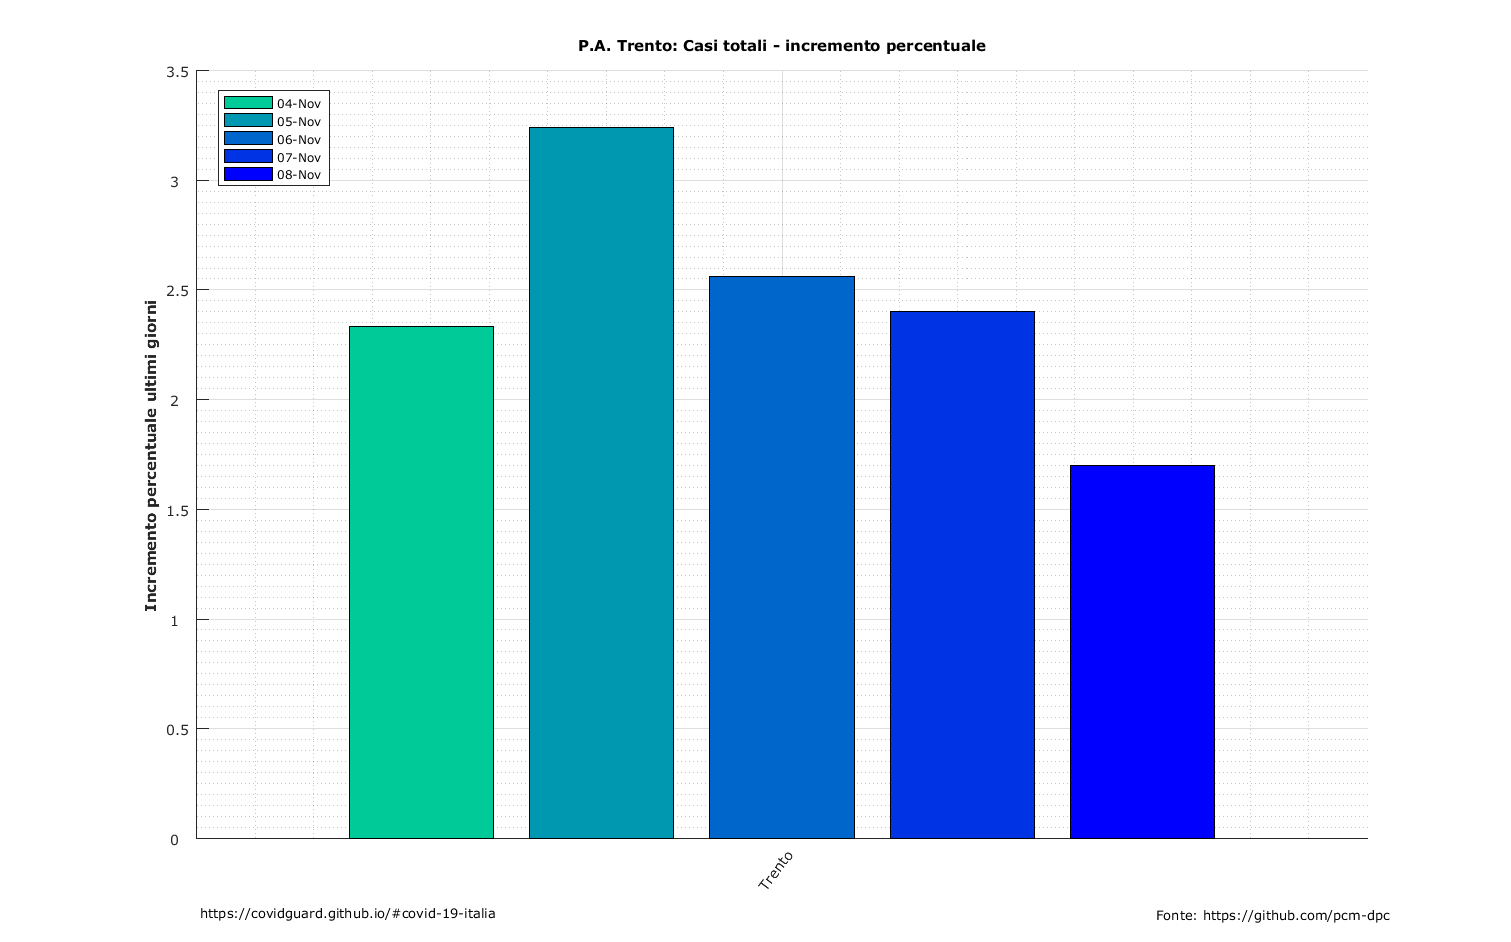 P.A. Trento: Casi totali - incremento percentuale
3.5
3
2.5
2
1.5
1
0.5
0
Incremento percentuale ultimi giorni
04-Nov
05-Nov
06-Nov
07-Nov
08-Nov
Trento
https://covidguard.github.io/#covid-19-italia
Fonte: https://github.com/pcm-dpc